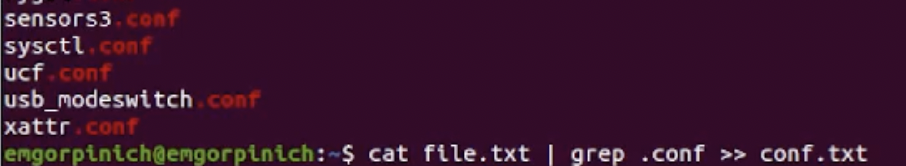 sensors3.conf
sysctl.conf
ucf.conf
usb_modeswitch.conf
xattr.conf
emgorpinich@emgorpinich:~$ cat file.txt | grep .conf >> conf.txt